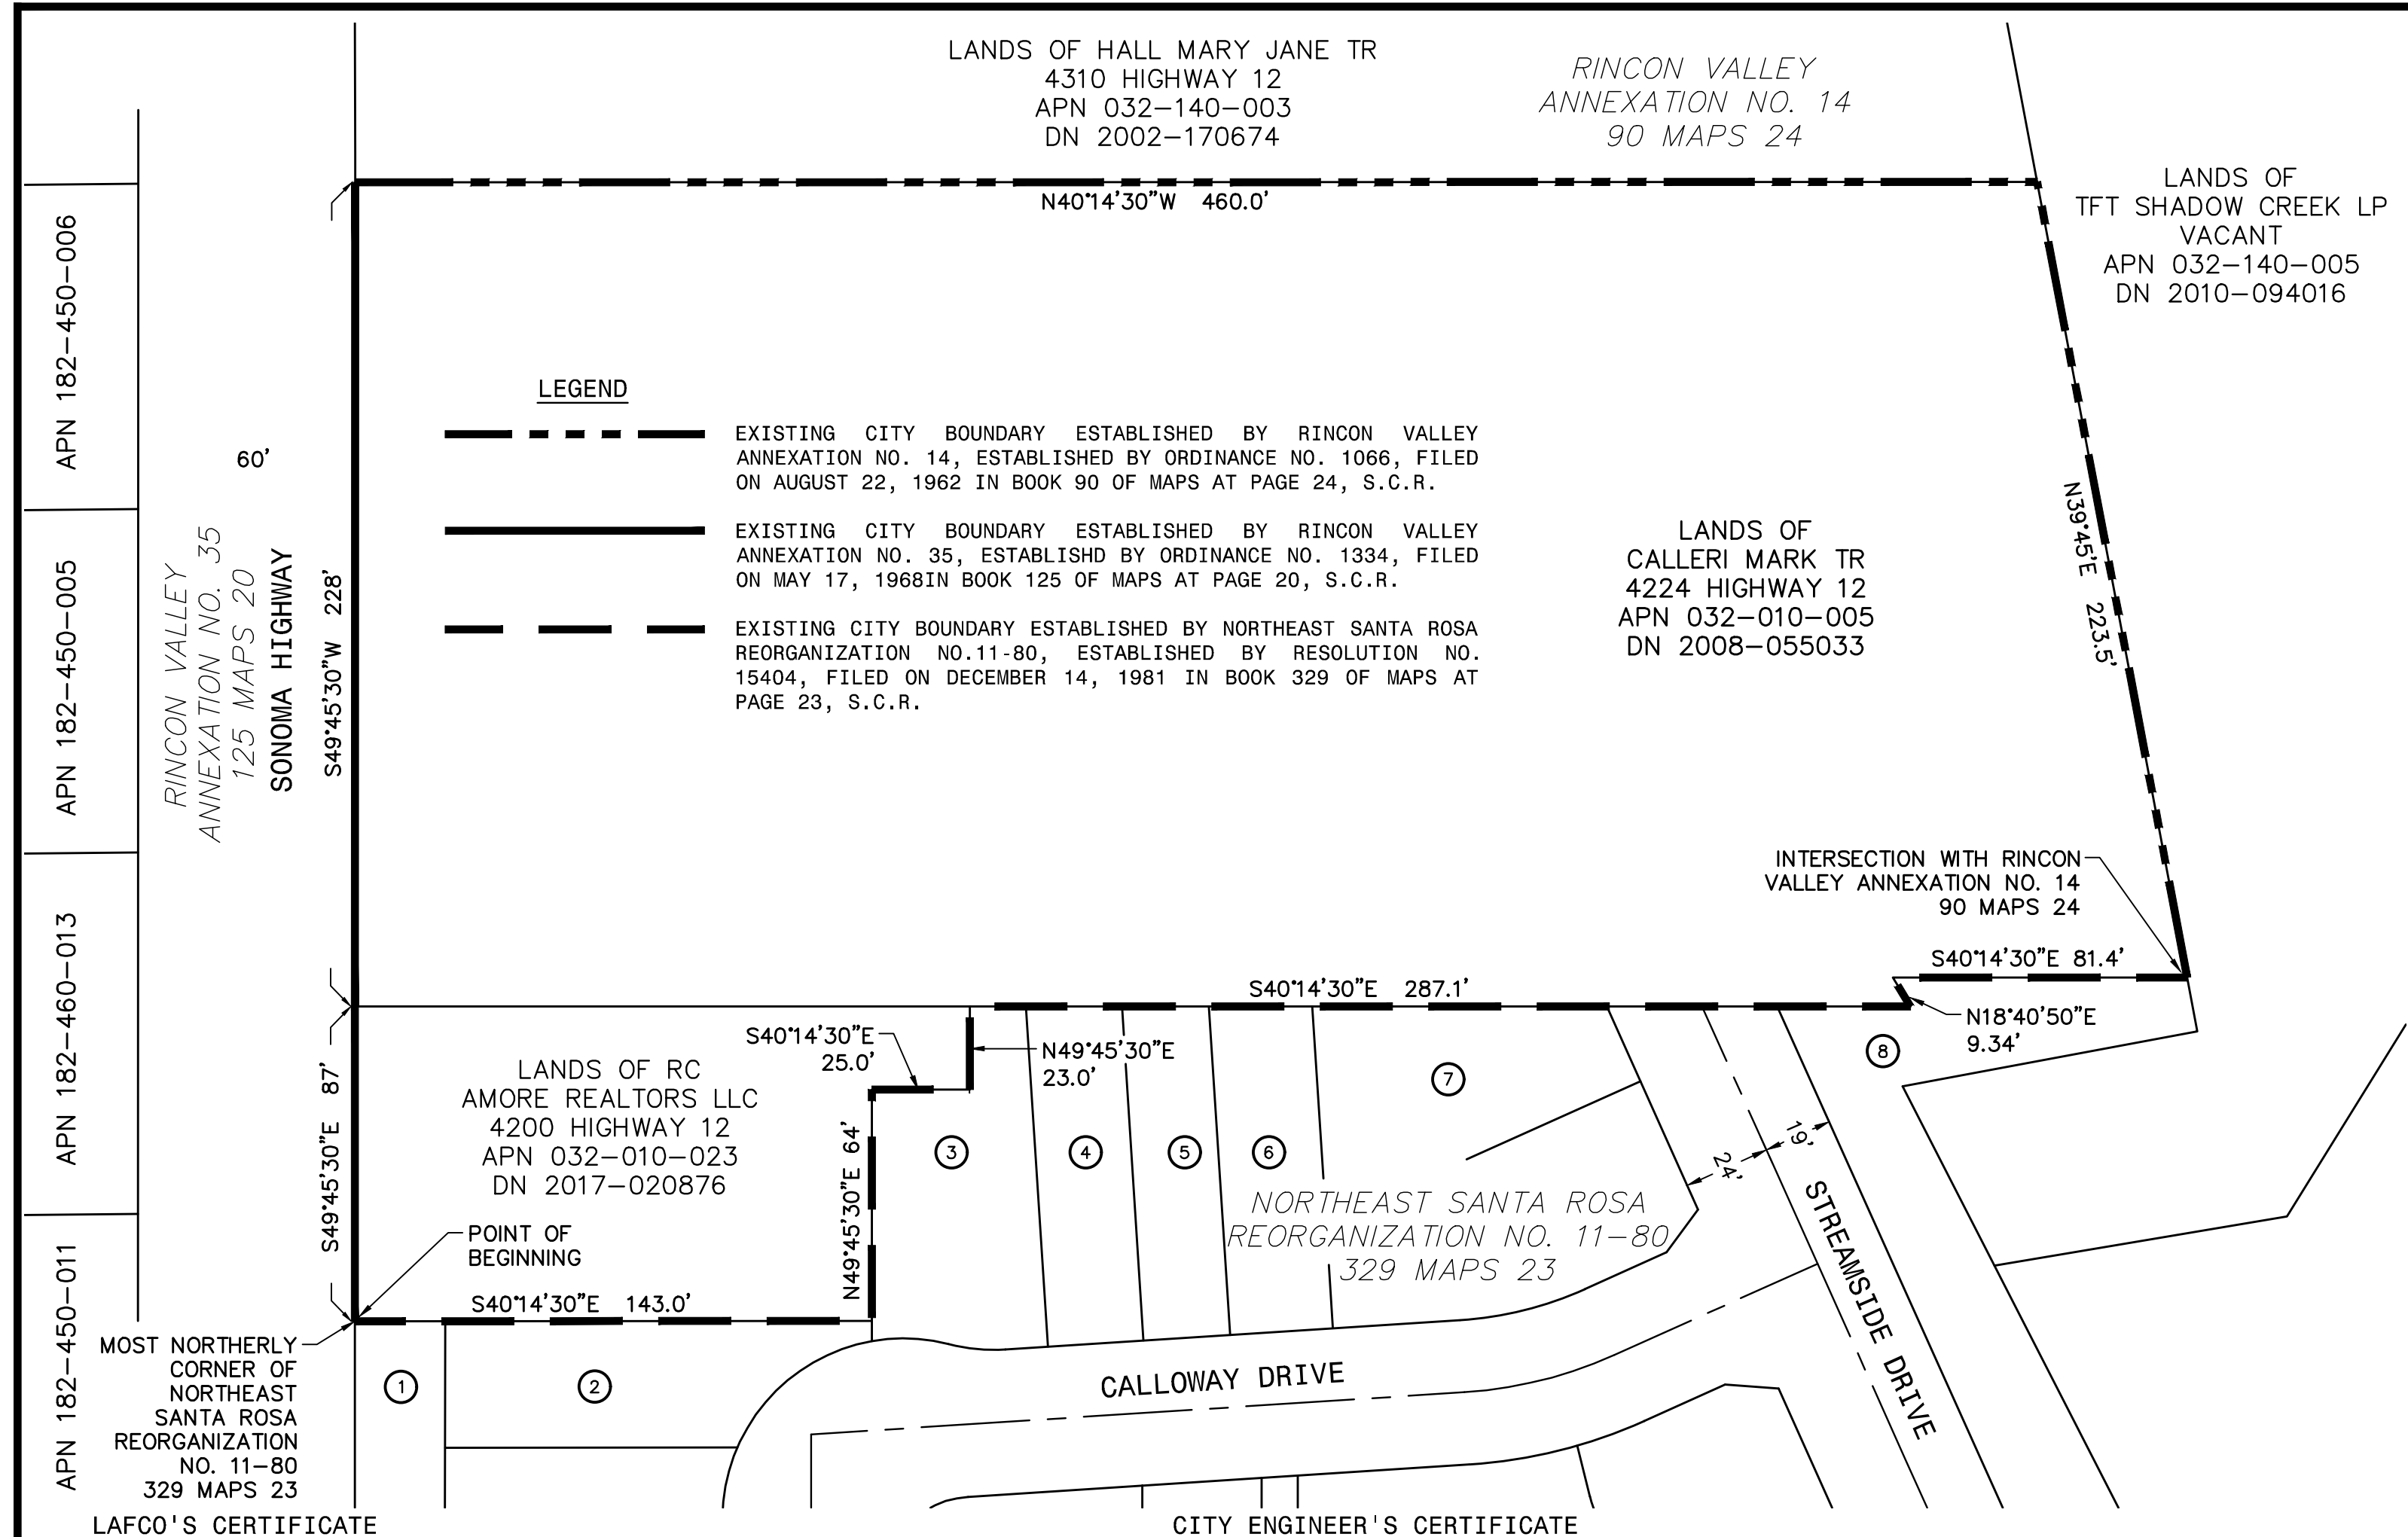 LANDS OF HALL MARY JANE TR
4310 HIGHWAY 12
APN 032-140-003
DN 2002-170674
RINCON VALLEY
ANNEXATION NO. 14
90 MAPS 24
LANDS OF
TFT SHADOW CREEK LP
VACANT
APN 032-140-005
DN 2010-094016
N40°14'30"W 460.0'
APN 182-450-006
APN 182-450-005
APN 182-460-013
APN 182-450-011
60'
RINCON VALLEY
ANNEXATION NO. 35
125 MAPS 20
SONOMA HIGHWAY
S49°45'30"W 228'
S49°45'30"E 87'
LEGEND
EXISTING CITY BOUNDARY ESTABLISHED BY RINCON VALLEY
ANNEXATION NO. 14, ESTABLISHED BY ORDINANCE NO. 1066, FILED
ON AUGUST 22, 1962 IN BOOK 90 OF MAPS AT PAGE 24, S.C.R.
EXISTING CITY BOUNDARY ESTABLISHED BY RINCON VALLEY
ANNEXATION NO. 35, ESTABLISHD BY ORDINANCE NO. 1334, FILED
ON MAY 17, 1968IN BOOK 125 OF MAPS AT PAGE 20, S.C.R.
EXISTING CITY BOUNDARY ESTABLISHED BY NORTHEAST SANTA ROSA
REORGANIZATION NO.11-80, ESTABLISHED BY RESOLUTION NO.
15404, FILED ON DECEMBER 14, 1981 IN BOOK 329 OF MAPS AT
PAGE 23, S.C.R.
LANDS OF
CALLERI MARK TR
4224 HIGHWAY 12
APN 032-010-005
DN 2008-055033
N39°45'E 223.5'
INTERSECTION WITH RINCON
VALLEY ANNEXATION NO. 14
90 MAPS 24
S40°14'30"E 81.4'
S40°14'30"E 287.1'
N18°40'50"E
9.34'
S40°14'30"E
25.0'
N49°45'30"E
23.0'
LANDS OF RC
AMORE REALTORS LLC
4200 HIGHWAY 12
APN 032-010-023
DN 2017-020876
N49°45'30"E 64'
POINT OF
BEGINNING
S40°14'30"E 143.0'
MOST NORTHERLY
CORNER OF
NORTHEAST
SANTA ROSA
REORGANIZATION
NO. 11-80
329 MAPS 23
1
2
3
4
5
6
7
8
19'
24'
NORTHEAST SANTA ROSA
REORGANIZATION NO. 11-80
329 MAPS 23
STREAMSIDE DRIVE
CALLOWAY DRIVE
LAFCO'S CERTIFICATE
CITY ENGINEER'S CERTIFICATE